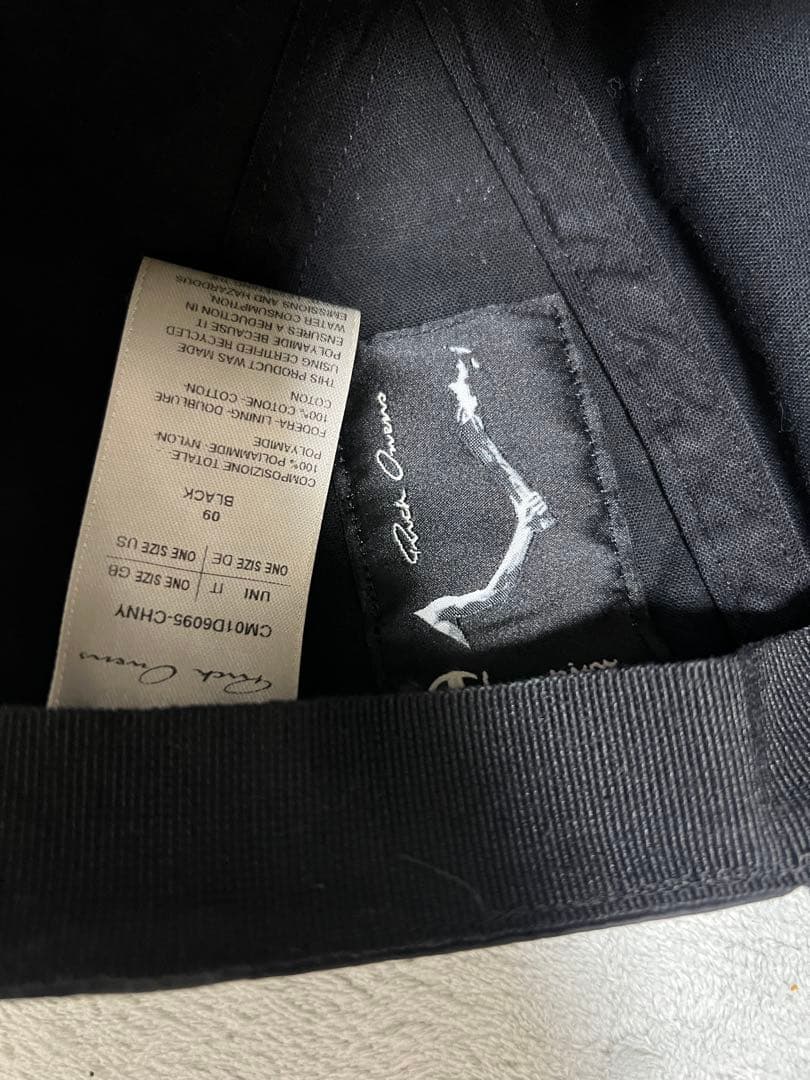 Rick Owens
CM01D6095-CHNY
UNI | IT | ONE SIZE GB
ONE SIZE DE | ONE SIZE US
09
BLACK
COMPOSIZIONE TOTALE-
100% POLIAMMIDE- NYLON-
POLYAMIDE
FODERA- LINING- DOUBLURE
100% COTONE- COTTON-
COTON
THIS PRODUCT WAS MADE
USING CERTIFIED RECYCLED
POLYAMIDE BECAUSE IT
ENSURES A REDUCTION IN
WATER CONSUMPTION,
EMISSIONS AND HAZARDOUS
Rick Owens